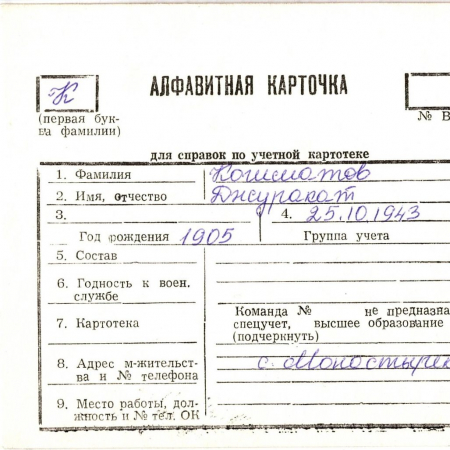 АЛФАВИТНАЯ КАРТОЧКА
К
(первая бук-
ва фамилии)
№ В
для справок по учетной картотеке
1. Фамилия Кошматов
2. Имя, отчество Джуракат
3. 4. 25.10.1943
Год рождения 1905 Группа учета
5. Состав
6. Годность к воен.
службе
7. Картотека
Команда № не предназна
спецучет, высшее образование
(подчеркнуть)
8. Адрес м-жительст-
ва и № телефона
с. Монастырек
9. Место работы, дол-
жность и № тел. ОК